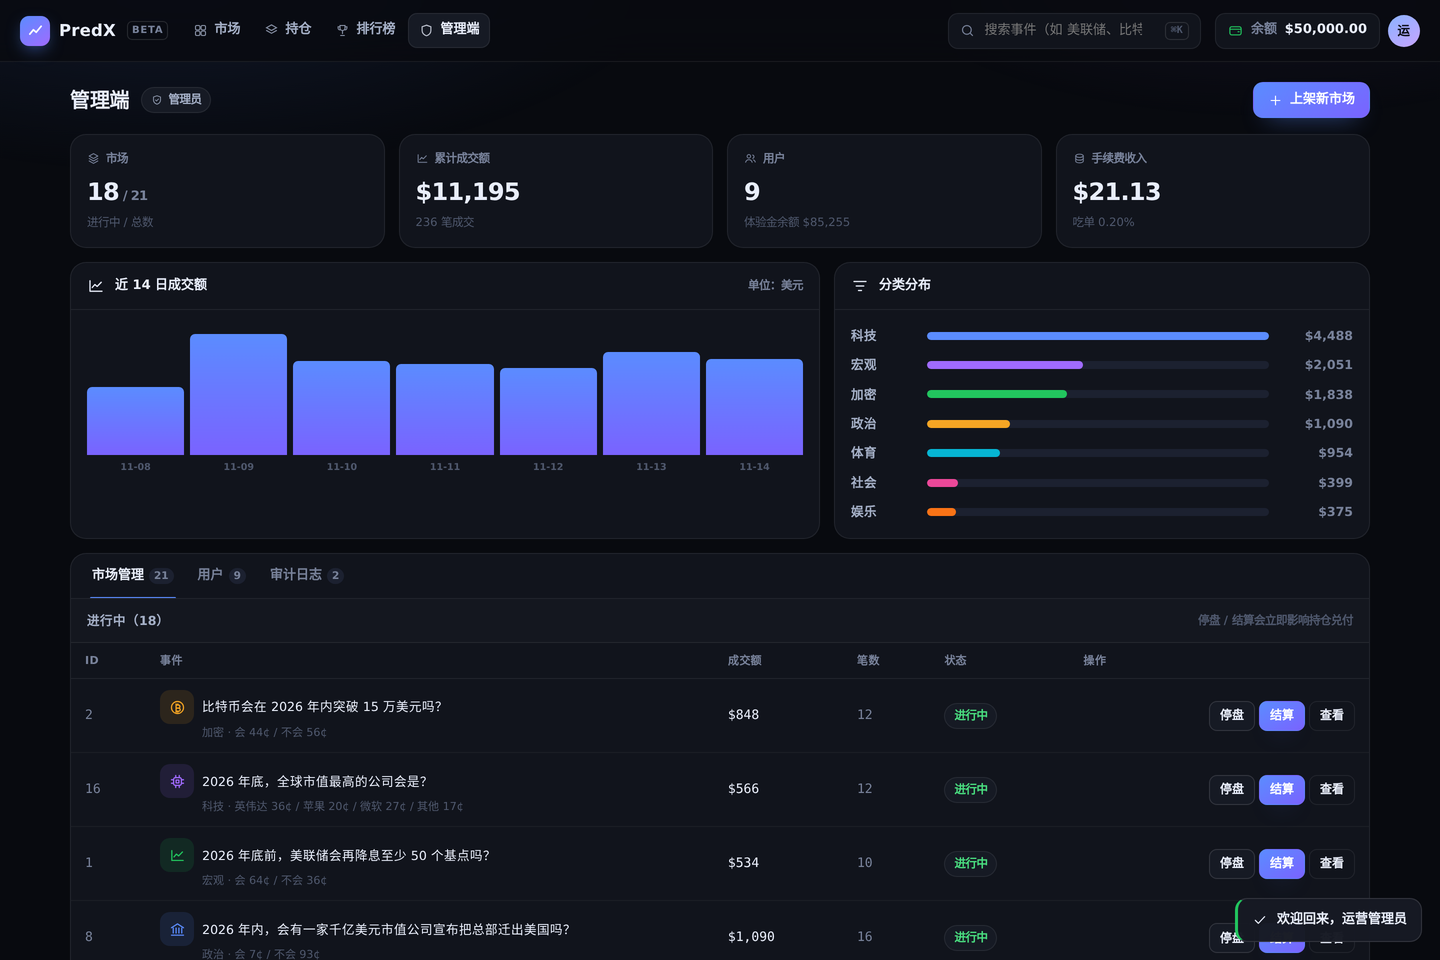 PredX BETA 市场 持仓 排行榜 管理端 搜索事件（如 美联储、比特 ⌘K 余额 $50,000.00 运
管理端 管理员 上架新市场
市场 累计成交额 用户 手续费收入
18 / 21 $11,195 9 $21.13
进行中 / 总数 236 笔成交 体验金余额 $85,255 吃单 0.20%
近 14 日成交额 单位：美元
11-08 11-09 11-10 11-11 11-12 11-13 11-14
分类分布
科技 $4,488
宏观 $2,051
加密 $1,838
政治 $1,090
体育 $954
社会 $399
娱乐 $375
市场管理 21 用户 9 审计日志 2
进行中（18） 停盘 / 结算会立即影响持仓兑付
ID 事件 成交额 笔数 状态 操作
2 比特币会在 2026 年内突破 15 万美元吗？ $848 12 进行中 停盘 结算 查看
加密 · 会 44¢ / 不会 56¢
16 2026 年底，全球市值最高的公司会是？ $566 12 进行中 停盘 结算 查看
科技 · 英伟达 36¢ / 苹果 20¢ / 微软 27¢ / 其他 17¢
1 2026 年底前，美联储会再降息至少 50 个基点吗？ $534 10 进行中 停盘 结算 查看
宏观 · 会 64¢ / 不会 36¢
8 2026 年内，会有一家千亿美元市值公司宣布把总部迁出美国吗？ $1,090 16 进行中 停盘
政治 · 会 7¢ / 不会 93¢
欢迎回来，运营管理员